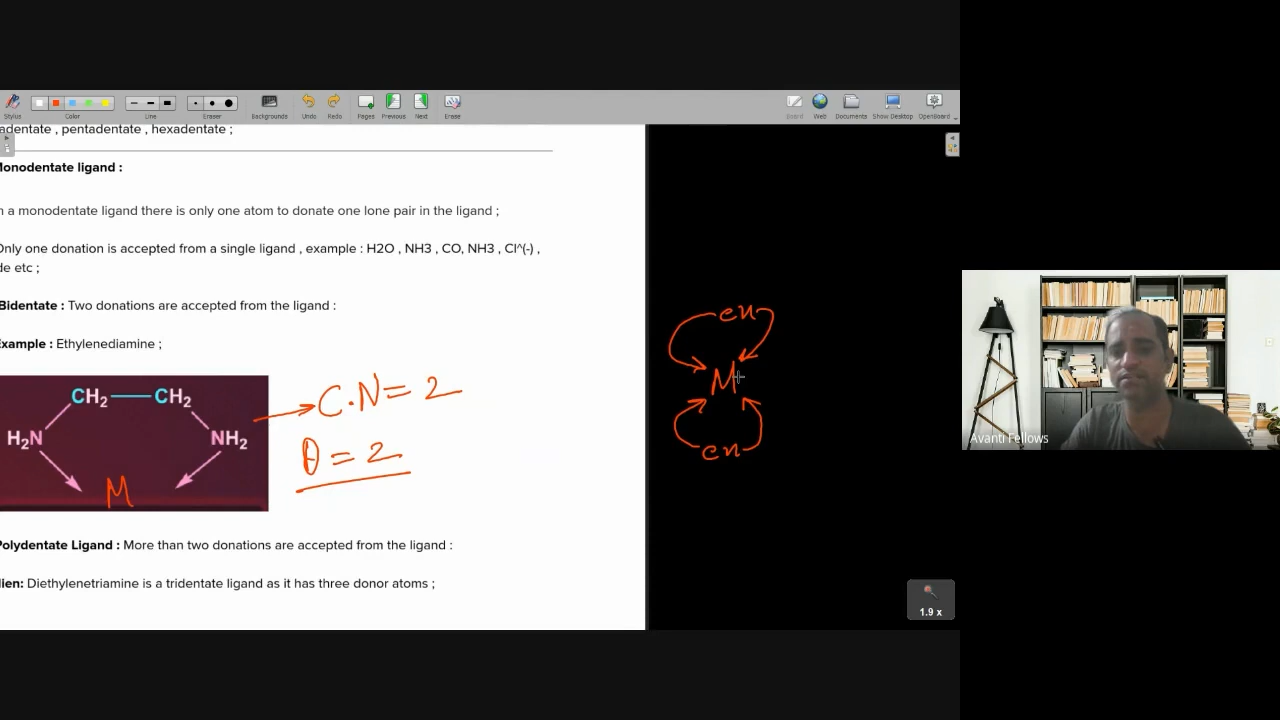 Stylus Color Line Eraser Backgrounds Undo Redo Pages Previous Next Erase Board Web Documents Show Desktop OpenBoard
adentate , pentadentate , hexadentate ;
Monodentate ligand :
n a monodentate ligand there is only one atom to donate one lone pair in the ligand ;
Only one donation is accepted from a single ligand , example : H2O , NH3 , CO, NH3 , Cl^(-) ,
de etc ;
Bidentate : Two donations are accepted from the ligand :
Example : Ethylenediamine ;
CH₂ CH₂
H₂N NH₂
M
C.N = 2
θ = 2
en
M
en
Polydentate Ligand : More than two donations are accepted from the ligand :
dien: Diethylenetriamine is a tridentate ligand as it has three donor atoms ;
1.9 x
Avanti Fellows